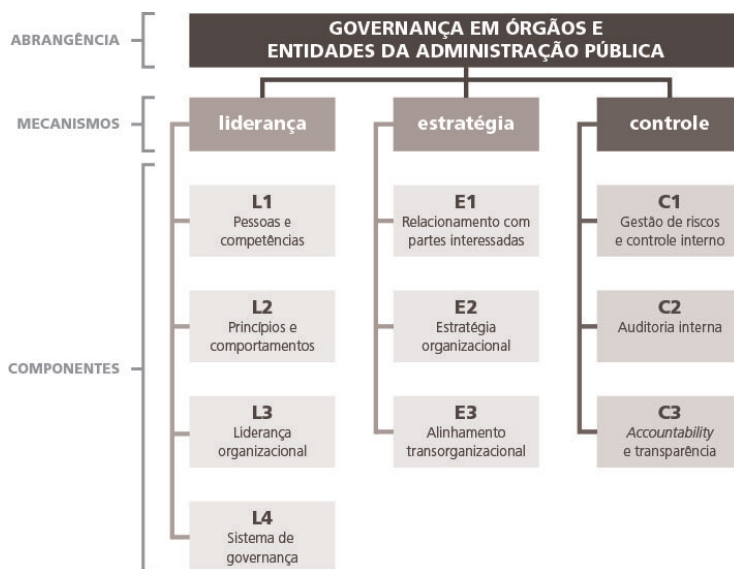 ABRANGÊNCIA
GOVERNANÇA EM ÓRGÃOS E
ENTIDADES DA ADMINISTRAÇÃO PÚBLICA
MECANISMOS
liderança
estratégia
controle
COMPONENTES
L1
Pessoas e
competências
L2
Princípios e
comportamentos
L3
Liderança
organizacional
L4
Sistema de
governança
E1
Relacionamento com
partes interessadas
E2
Estratégia
organizacional
E3
Alinhamento
transorganizacional
C1
Gestão de riscos
e controle interno
C2
Auditoria interna
C3
Accountability
e transparência